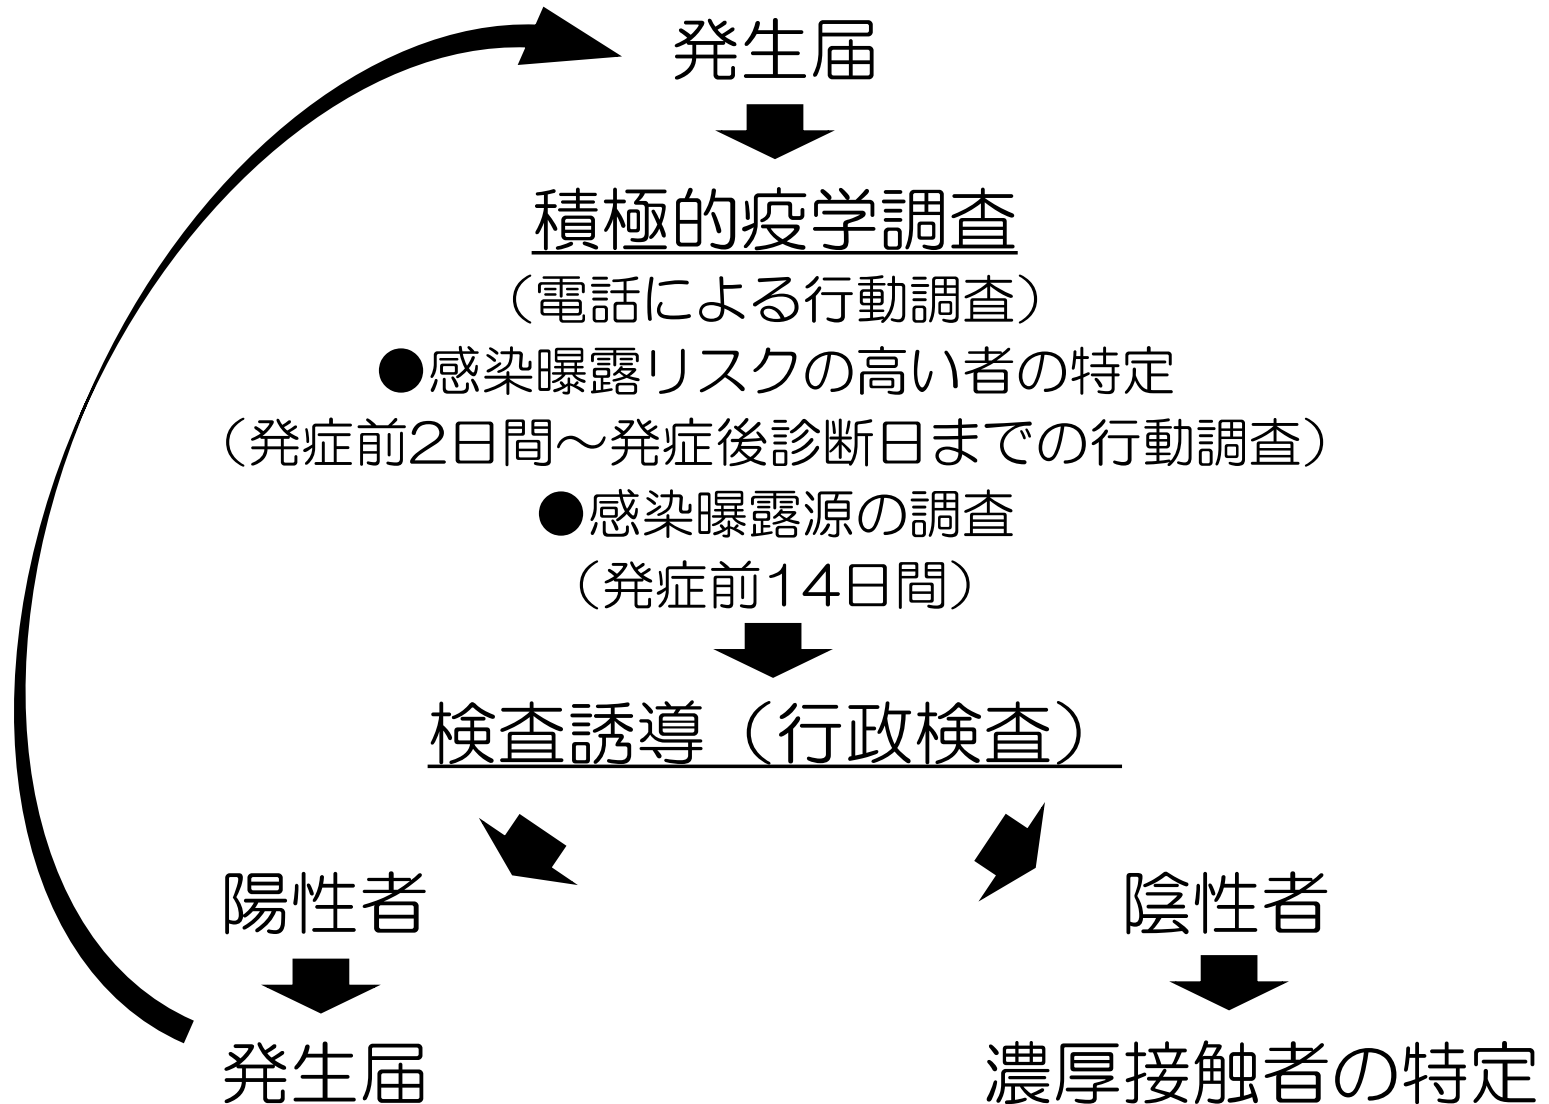 発生届
積極的疫学調査
（電話による行動調査）
●感染曝露リスクの高い者の特定
（発症前2日間～発症後診断日までの行動調査）
●感染曝露源の調査
（発症前14日間）
検査誘導（行政検査）
陽性者
陰性者
発生届
濃厚接触者の特定